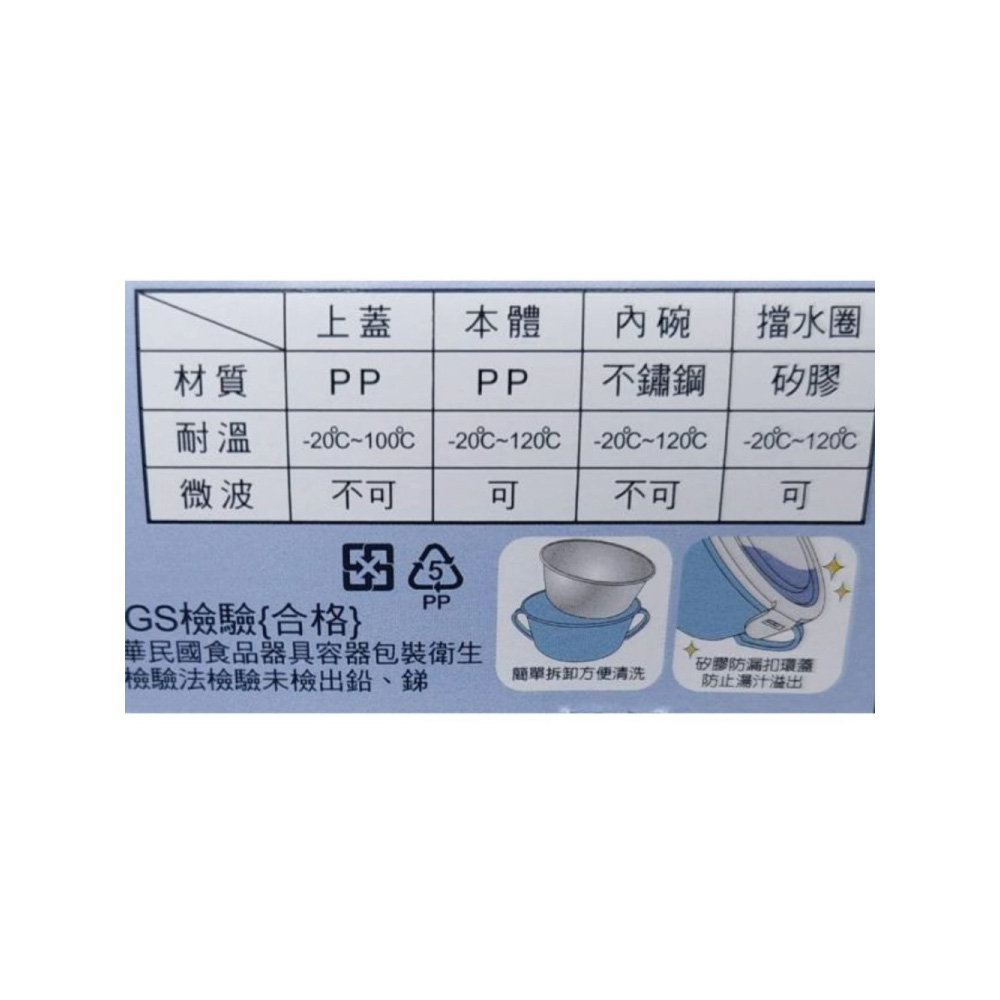 上蓋 本體 內碗 擋水圈
材質 PP PP 不鏽鋼 矽膠
耐溫 -20℃~100℃ -20℃~120℃ -20℃~120℃ -20℃~120℃
微波 不可 可 不可 可
5
PP
GS檢驗{合格}
華民國食品器具容器包裝衛生
檢驗法檢驗未檢出鉛、銻
簡單拆卸方便清洗
矽膠防漏扣環蓋
防止湯汁溢出